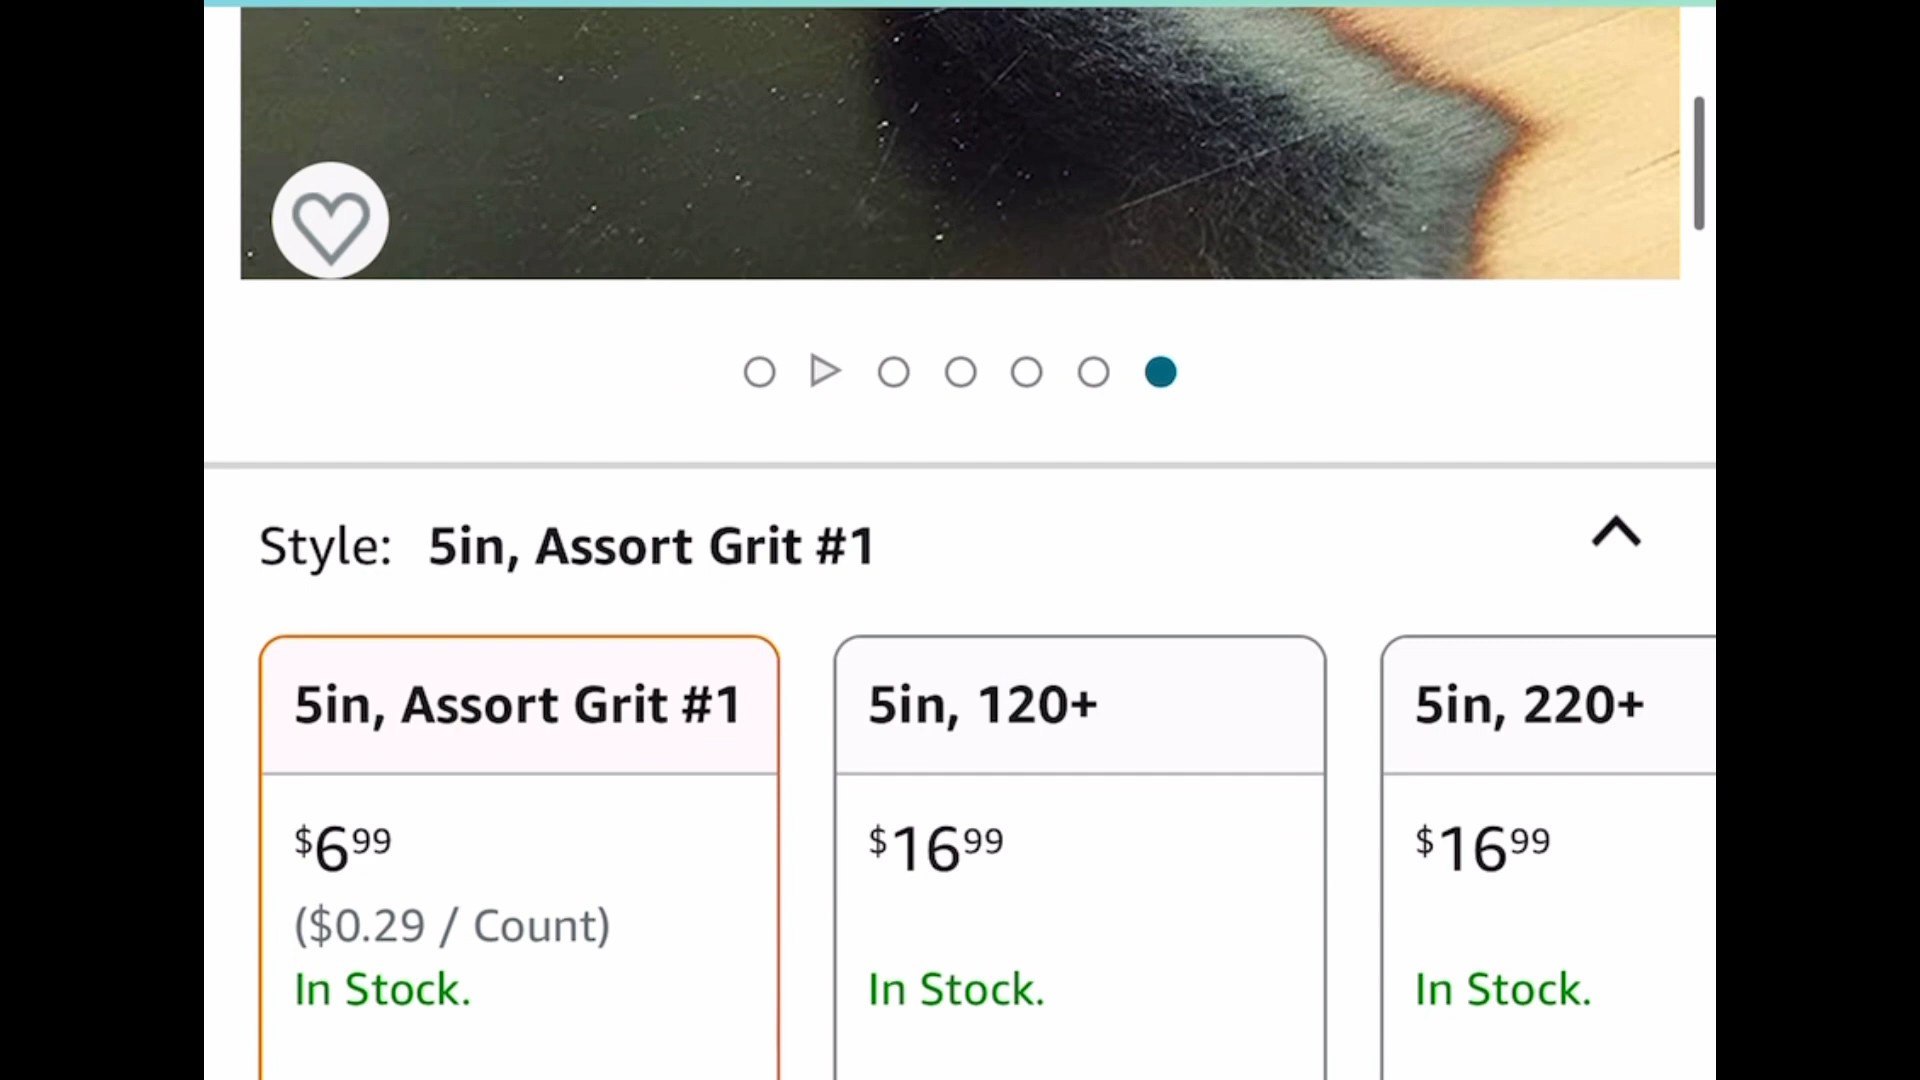 Style: 5in, Assort Grit #1
5in, Assort Grit #1
$6.99
($0.29 / Count)
In Stock.
5in, 120+
$16.99
In Stock.
5in, 220+
$16.99
In Stock.